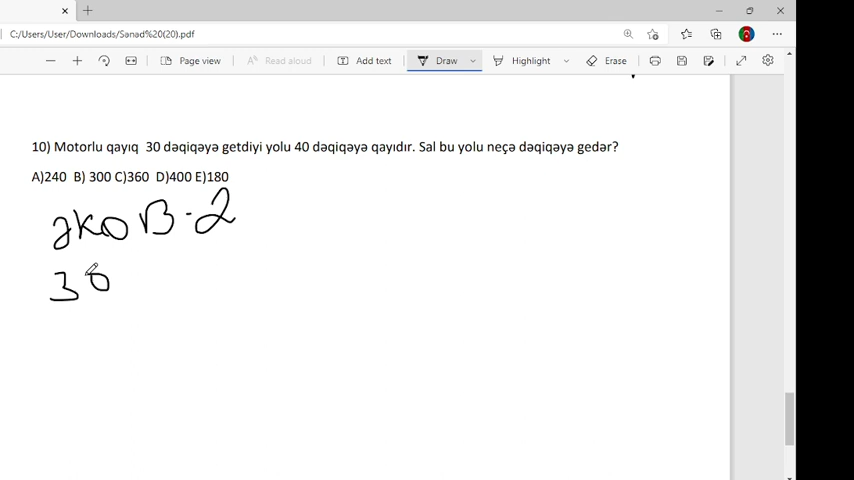 C:/Users/User/Downloads/Sanad%20(20).pdf
Page view
Read aloud
Add text
Draw
Highlight
Erase
10) Motorlu qayıq 30 dəqiqəyə getdiyi yolu 40 dəqiqəyə qayıdır. Sal bu yolu neçə dəqiqəyə gedər?
A)240 B) 300 C)360 D)400 E)180
ƏKOB·2
30